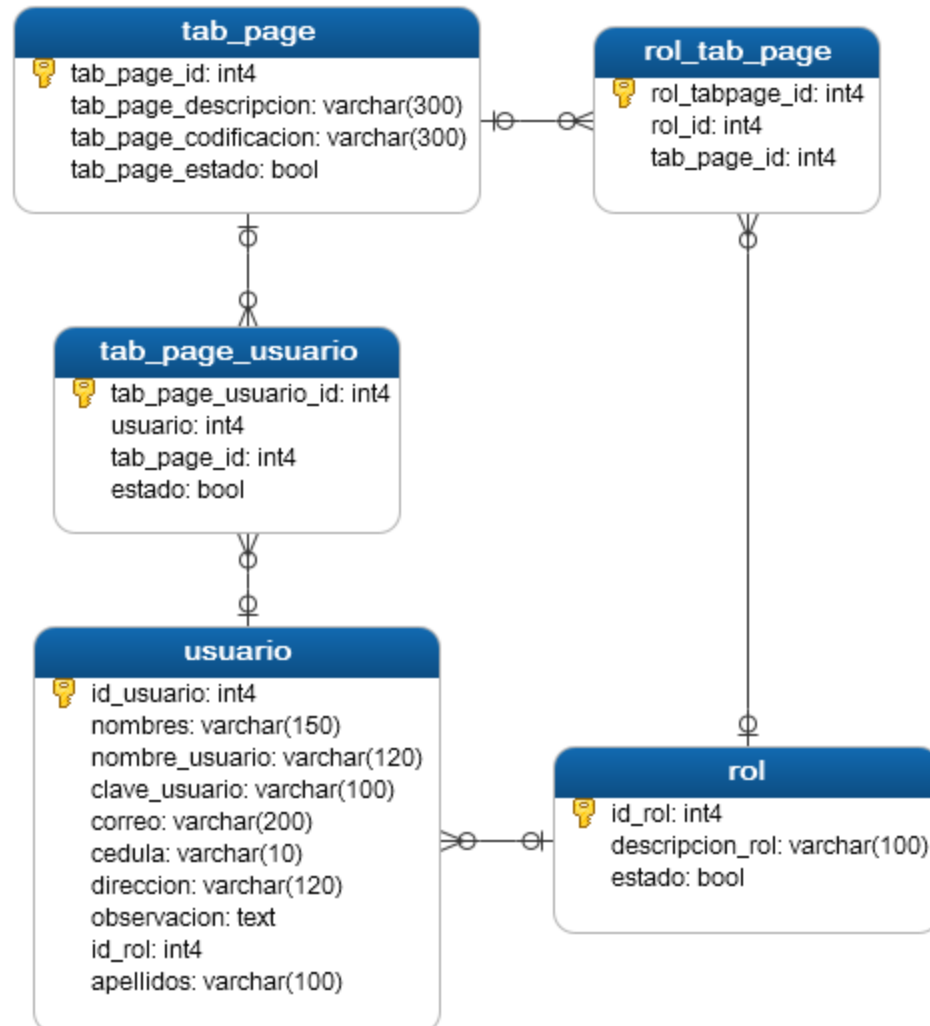 tab_page
tab_page_id: int4
tab_page_descripcion: varchar(300)
tab_page_codificacion: varchar(300)
tab_page_estado: bool
rol_tab_page
rol_tabpage_id: int4
rol_id: int4
tab_page_id: int4
tab_page_usuario
tab_page_usuario_id: int4
usuario: int4
tab_page_id: int4
estado: bool
usuario
id_usuario: int4
nombres: varchar(150)
nombre_usuario: varchar(120)
clave_usuario: varchar(100)
correo: varchar(200)
cedula: varchar(10)
direccion: varchar(120)
observacion: text
id_rol: int4
apellidos: varchar(100)
rol
id_rol: int4
descripcion_rol: varchar(100)
estado: bool